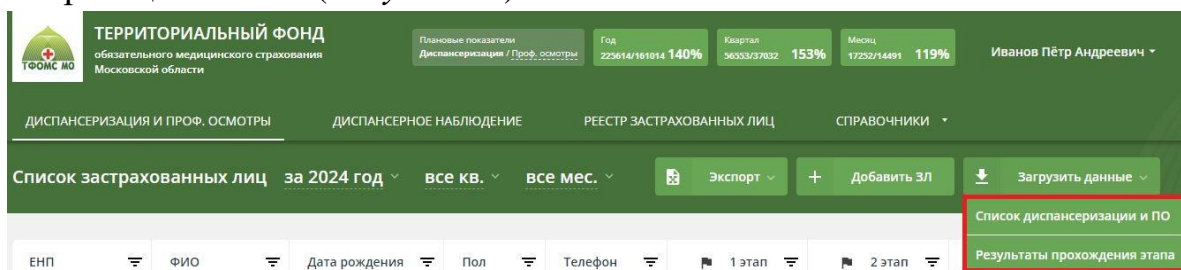 ТЕРРИТОРИАЛЬНЫЙ ФОНД
обязательного медицинского страхования
Московской области
ТФОМС МО
Плановые показатели
Диспансеризация / Проф. осмотры
Год
225614/161014 140%
Квартал
56553/37032 153%
Месяц
17252/14491 119%
Иванов Пётр Андреевич
ДИСПАНСЕРИЗАЦИЯ И ПРОФ. ОСМОТРЫ ДИСПАНСЕРНОЕ НАБЛЮДЕНИЕ РЕЕСТР ЗАСТРАХОВАННЫХ ЛИЦ СПРАВОЧНИКИ
Список застрахованных лиц за 2024 год все кв. все мес. Экспорт + Добавить ЗЛ Загрузить данные
Список диспансеризации и ПО
Результаты прохождения этапа
ЕНП ФИО Дата рождения Пол Телефон 1 этап 2 этап